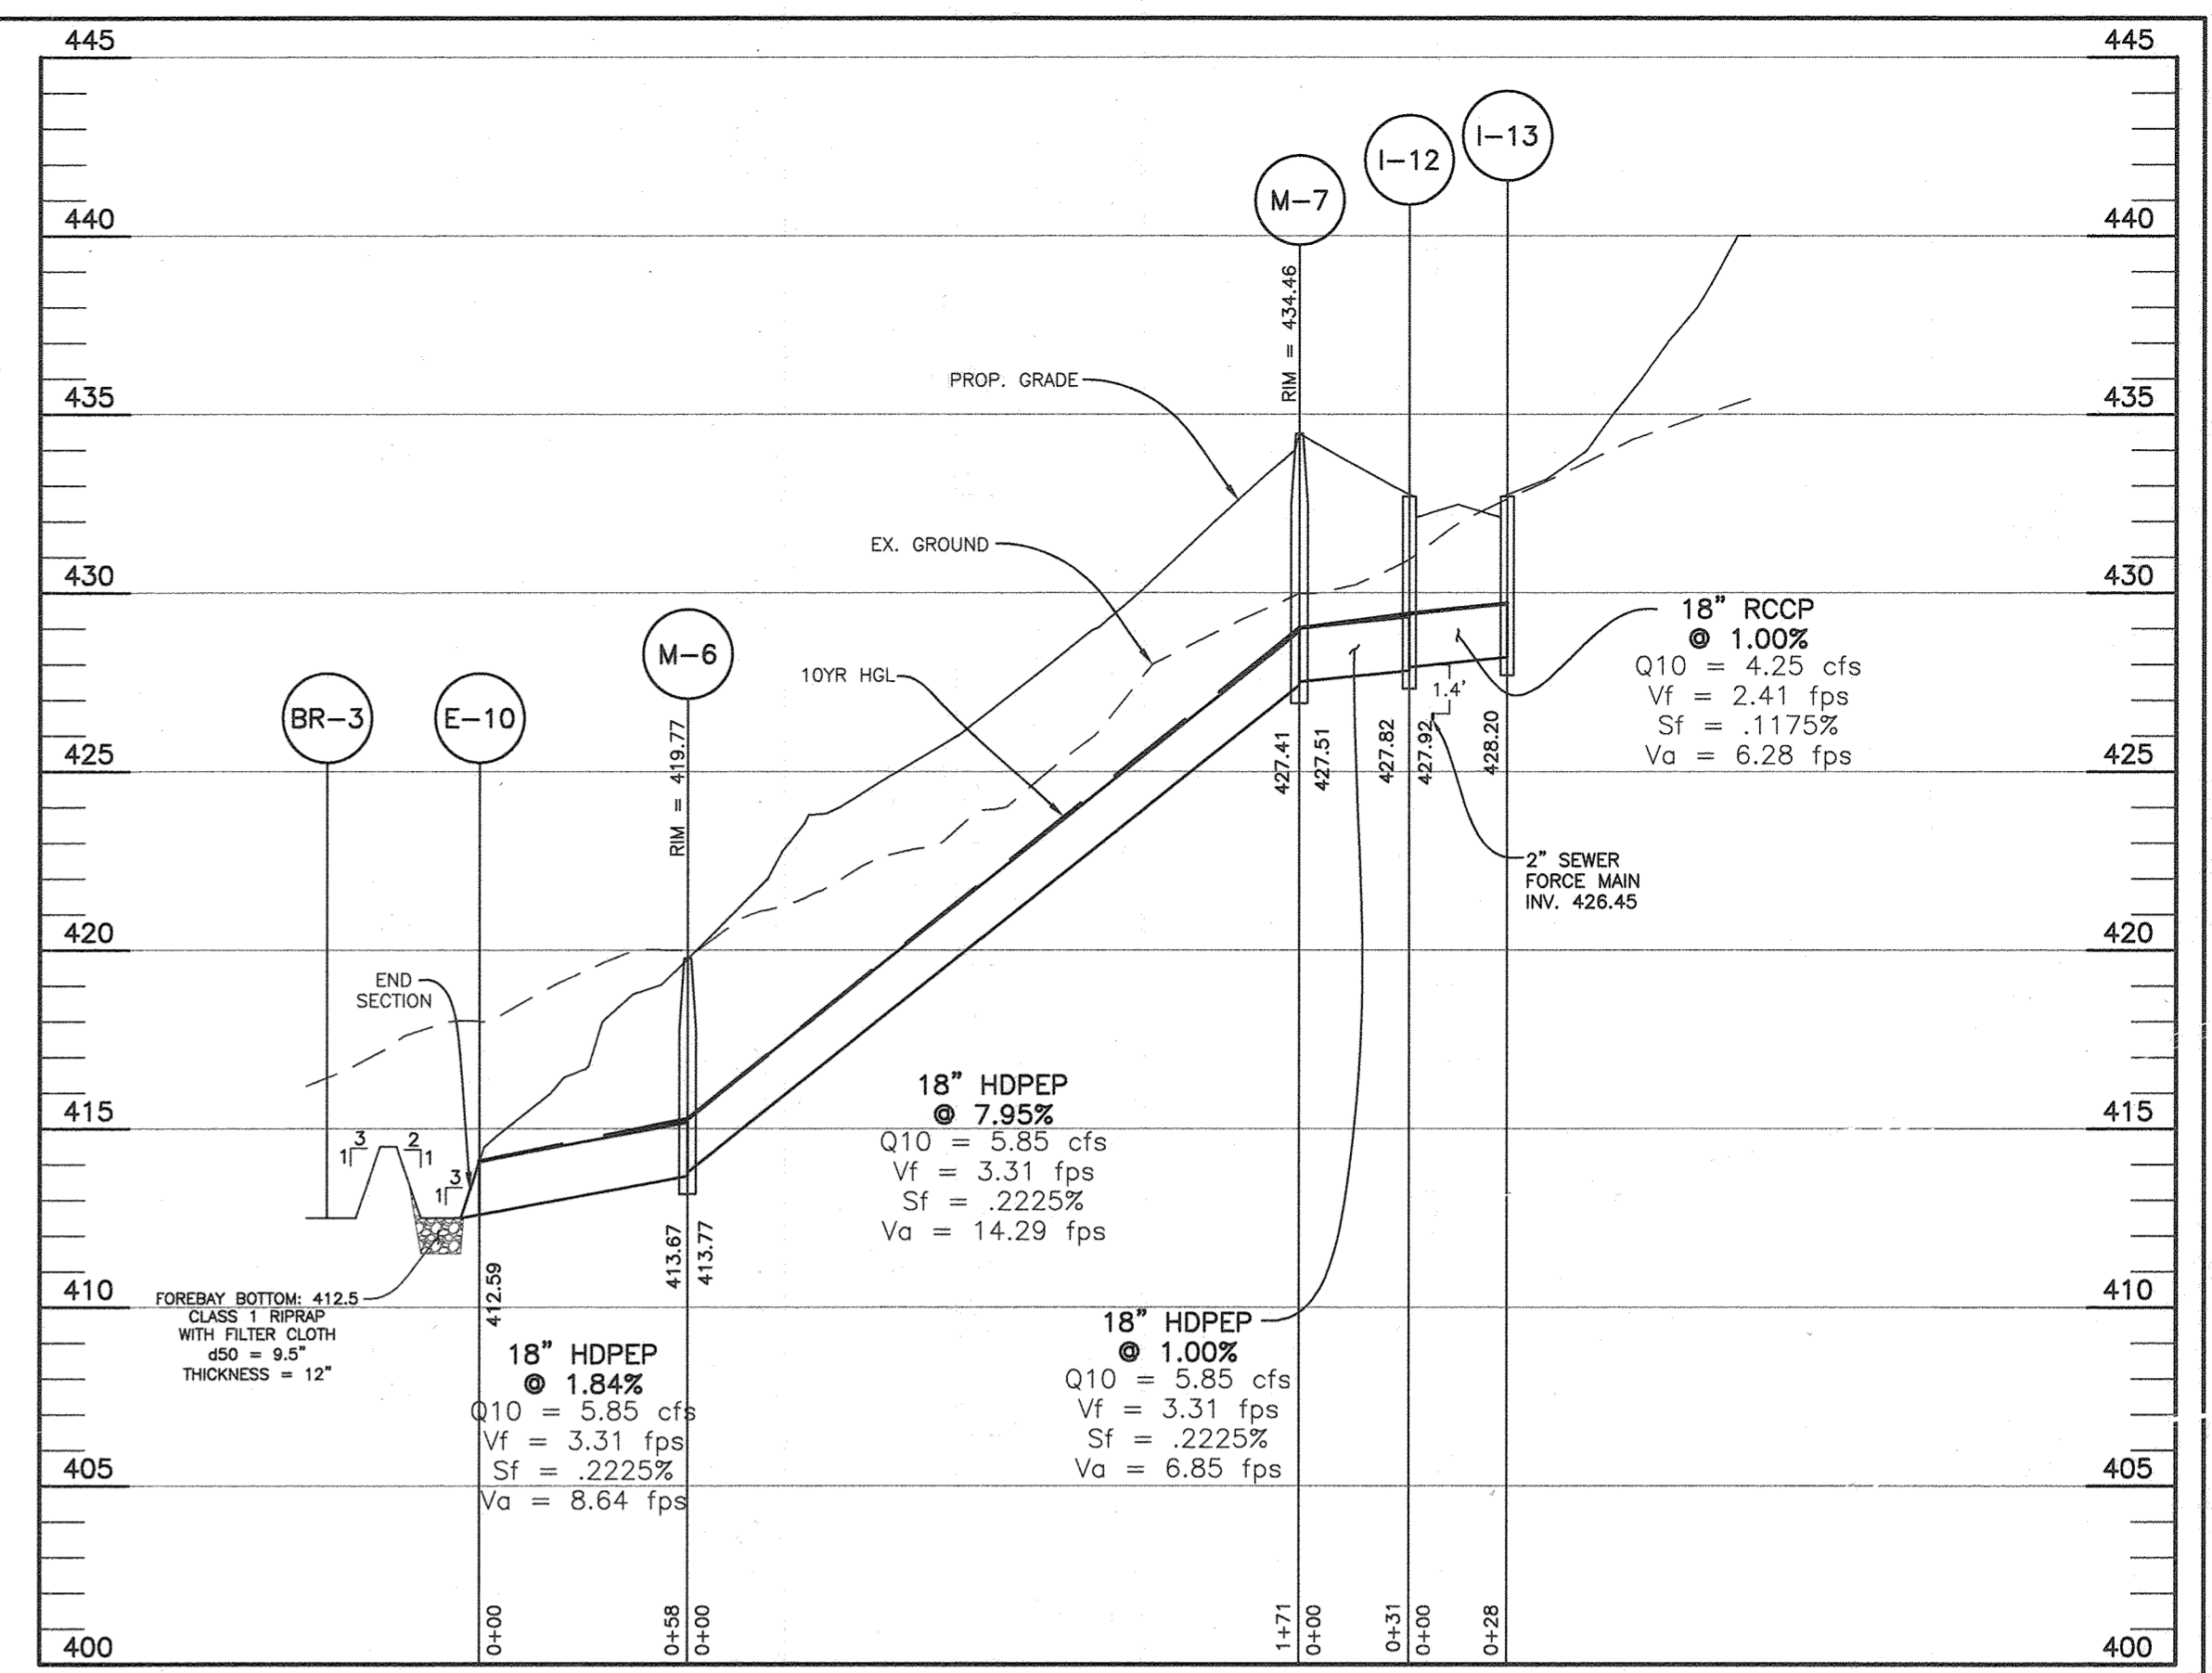 445
445
I-13
I-12
M-7
440
440
RIM = 434.46
PROP. GRADE
435
435
EX. GROUND
430
430
18" RCCP
@ 1.00%
Q10 = 4.25 cfs
Vf = 2.41 fps
Sf = .1175%
Va = 6.28 fps
M-6
10YR HGL
1.4'
BR-3
E-10
RIM = 419.77
427.41
427.51
427.82
427.92
428.20
425
425
2" SEWER
FORCE MAIN
INV. 426.45
420
420
END
SECTION
18" HDPEP
@ 7.95%
Q10 = 5.85 cfs
Vf = 3.31 fps
Sf = .2225%
Va = 14.29 fps
415
415
3
1
2
1
3
1
413.67
413.77
412.59
410
410
FOREBAY BOTTOM: 412.5
CLASS 1 RIPRAP
WITH FILTER CLOTH
d50 = 9.5"
THICKNESS = 12"
18" HDPEP
@ 1.84%
Q10 = 5.85 cfs
Vf = 3.31 fps
Sf = .2225%
Va = 8.64 fps
18" HDPEP
@ 1.00%
Q10 = 5.85 cfs
Vf = 3.31 fps
Sf = .2225%
Va = 6.85 fps
405
405
0+00
0+58
0+00
1+71
0+00
0+31
0+00
0+28
400
400